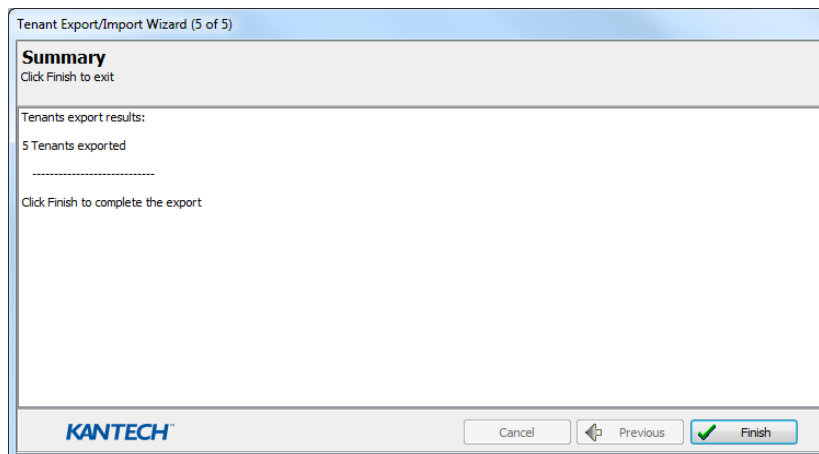 Tenant Export/Import Wizard (5 of 5)
Summary
Click Finish to exit
Tenants export results:
5 Tenants exported
----------------------------
Click Finish to complete the export
KANTECH™
Cancel
Previous
Finish